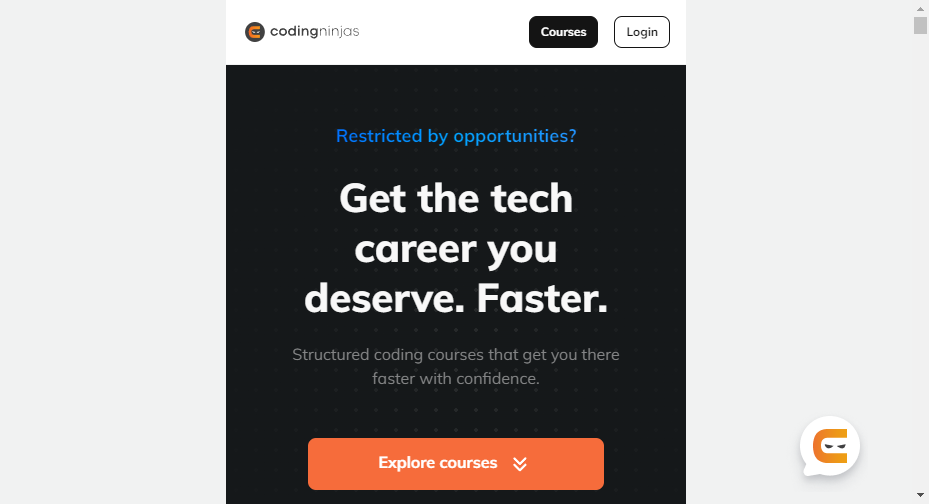 codingninjas
Courses
Login
Restricted by opportunities?
Get the tech
career you
deserve. Faster.
Structured coding courses that get you there
faster with confidence.
Explore courses